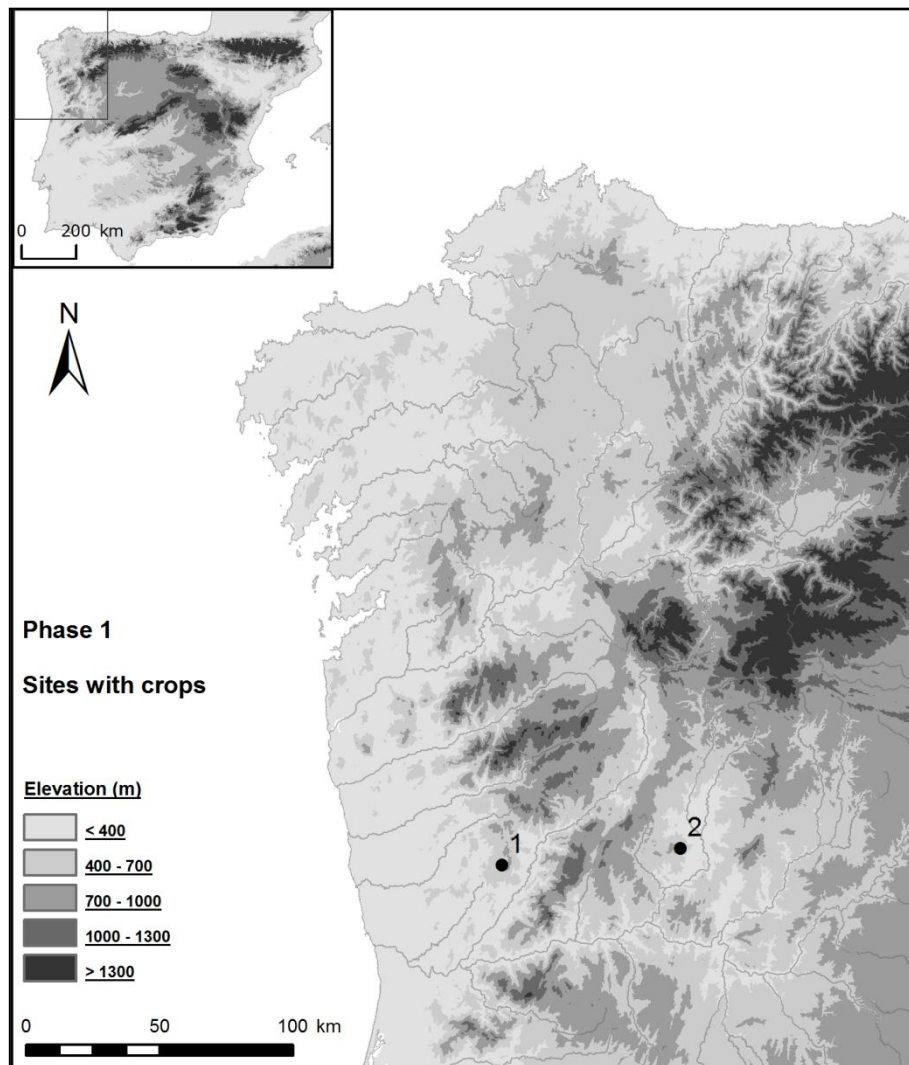 0 200 km
N
Phase 1
Sites with crops
Elevation (m)
< 400
400 - 700
700 - 1000
1000 - 1300
> 1300
1
2
0 50 100 km